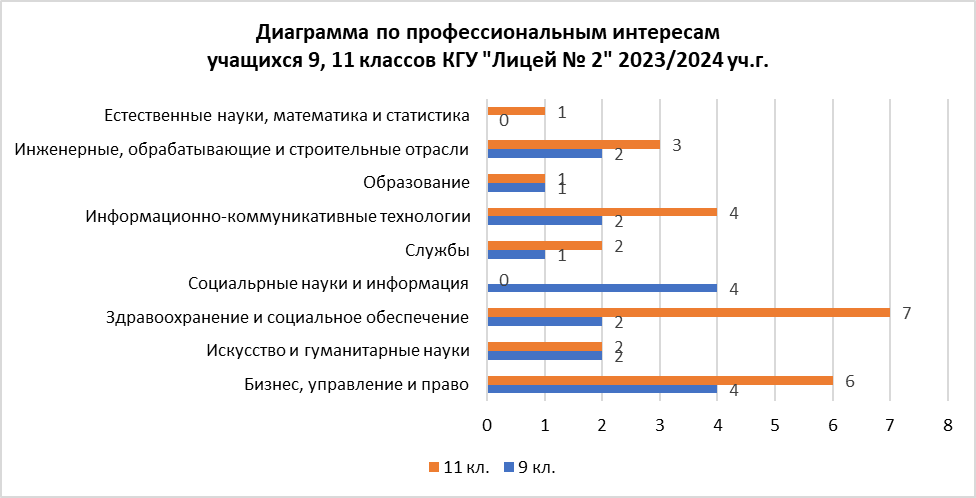 Диаграмма по профессиональным интересам
учащихся 9, 11 классов КГУ "Лицей № 2" 2023/2024 уч.г.
Естественные науки, математика и статистика
1
0
Инженерные, обрабатывающие и строительные отрасли
3
2
Образование
1
1
Информационно-коммуникативные технологии
4
2
Службы
2
1
Социальрные науки и информация
0
4
Здравоохранение и социальное обеспечение
7
2
Искусство и гуманитарные науки
2
2
Бизнес, управление и право
6
4
0 1 2 3 4 5 6 7 8
11 кл. 9 кл.